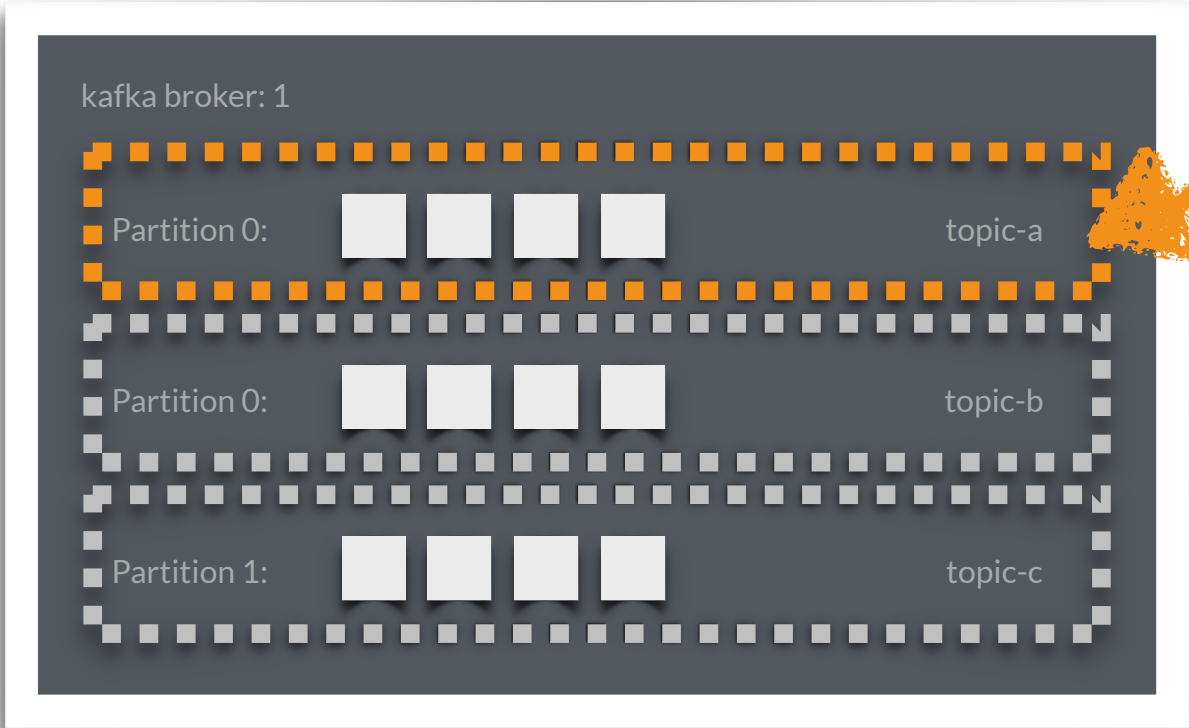 kafka broker: 1
Partition 0: topic-a
Partition 0: topic-b
Partition 1: topic-c